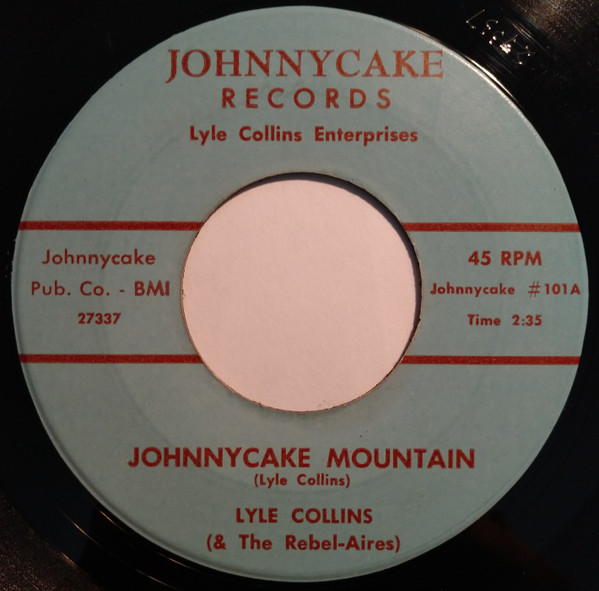 JOHNNYCAKE
RECORDS
Lyle Collins Enterprises
Johnnycake
Pub. Co. - BMI
27337
45 RPM
Johnnycake #101A
Time 2:35
JOHNNYCAKE MOUNTAIN
(Lyle Collins)
LYLE COLLINS
(& The Rebel-Aires)